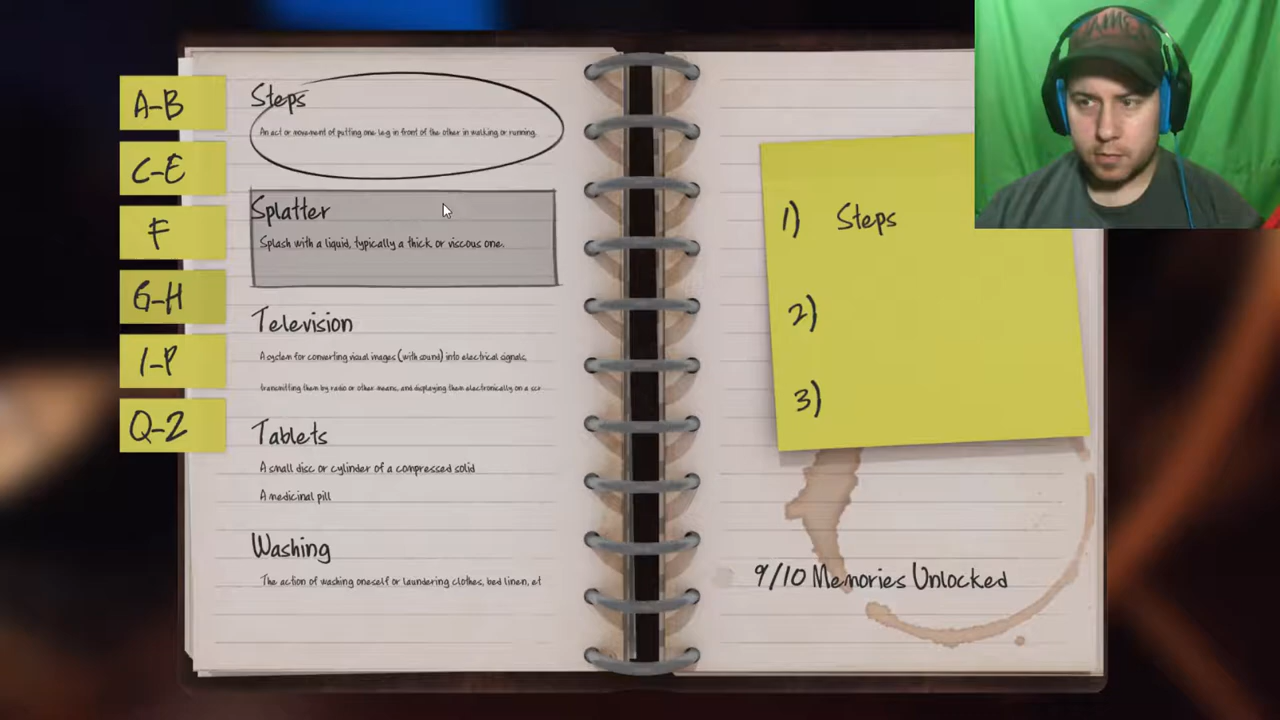 A-B
C-E
F
G-H
I-P
Q-Z
Steps
An act or movement of putting one leg in front of the other in walking or running.
Splatter
Splash with a liquid, typically a thick or viscous one.
Television
A system for converting visual images (with sound) into electrical signals,
transmitting them by radio or other means, and displaying them electronically on a scr
Tablets
A small disc or cylinder of a compressed solid
A medicinal pill
Washing
The action of washing oneself or laundering clothes, bed linen, et
1) Steps
2)
3)
9/10 Memories Unlocked